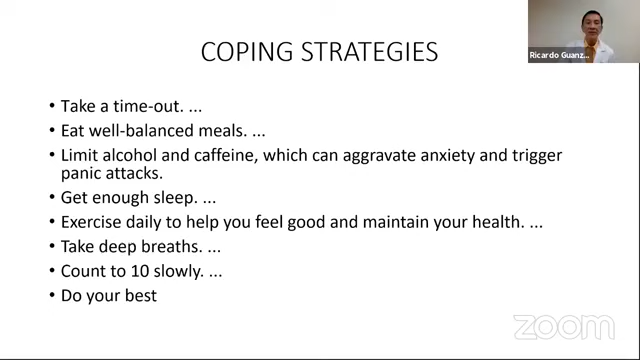 COPING STRATEGIES
Ricardo Guanz...
• Take a time-out. ...
• Eat well-balanced meals. ...
• Limit alcohol and caffeine, which can aggravate anxiety and trigger
panic attacks.
• Get enough sleep. ...
• Exercise daily to help you feel good and maintain your health. ...
• Take deep breaths. ...
• Count to 10 slowly. ...
• Do your best
zoom